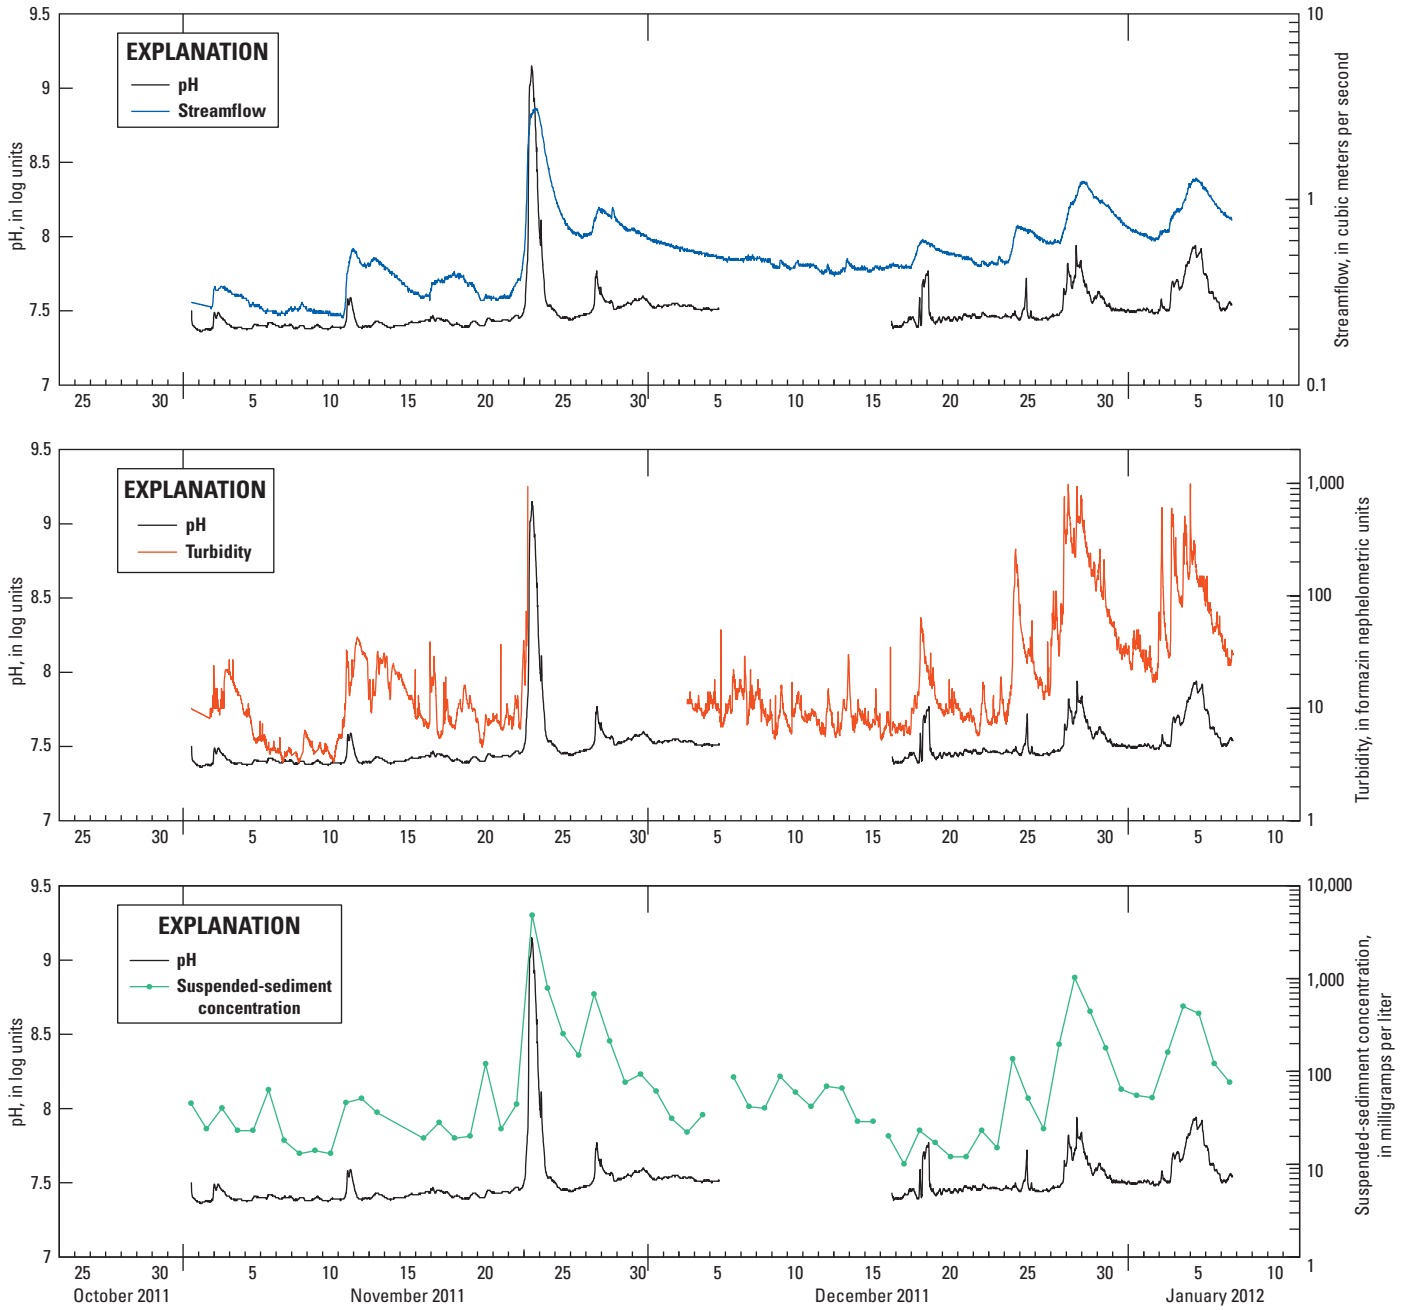 9.5
9
8.5
8
7.5
7
pH, in log units
EXPLANATION
pH
Streamflow
10
1
0.1
Streamflow, in cubic meters per second
25 30 5 10 15 20 25 30 5 10 15 20 25 30 5 10
9.5
9
8.5
8
7.5
7
pH, in log units
EXPLANATION
pH
Turbidity
1,000
100
10
1
Turbidity, in formazin nephelometric units
25 30 5 10 15 20 25 30 5 10 15 20 25 30 5 10
9.5
9
8.5
8
7.5
7
pH, in log units
EXPLANATION
pH
Suspended-sediment
concentration
10,000
1,000
100
10
1
Suspended-sedimnent concentration,
in milligramps per liter
25 30 5 10 15 20 25 30 5 10 15 20 25 30 5 10
October 2011 November 2011 December 2011 January 2012